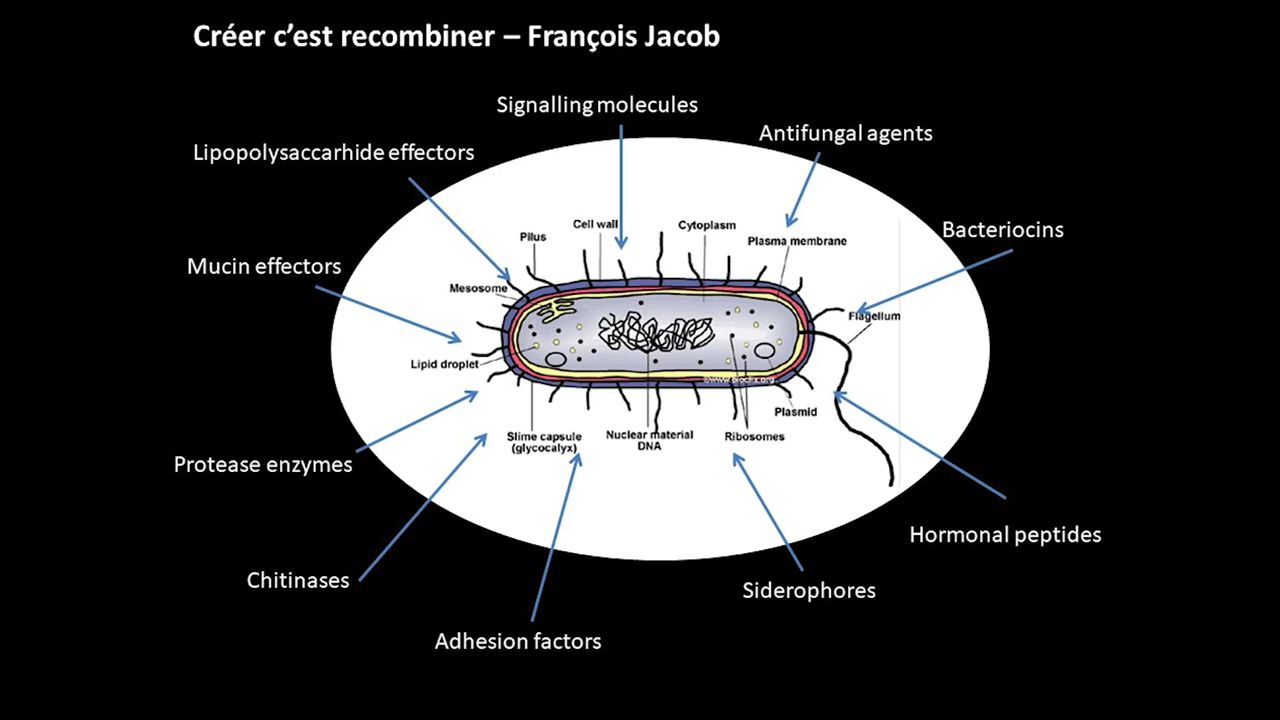 Créer c’est recombiner – François Jacob
Signalling molecules
Antifungal agents
Lipopolysaccarhide effectors
Bacteriocins
Mucin effectors
Cell wall
Cytoplasm
Pilus
Plasma membrane
Mesosome
Flagellum
Lipid droplet
Plasmid
Slime capsule
(glycocalyx)
Nuclear material
DNA
Ribosomes
Protease enzymes
Hormonal peptides
Chitinases
Siderophores
Adhesion factors